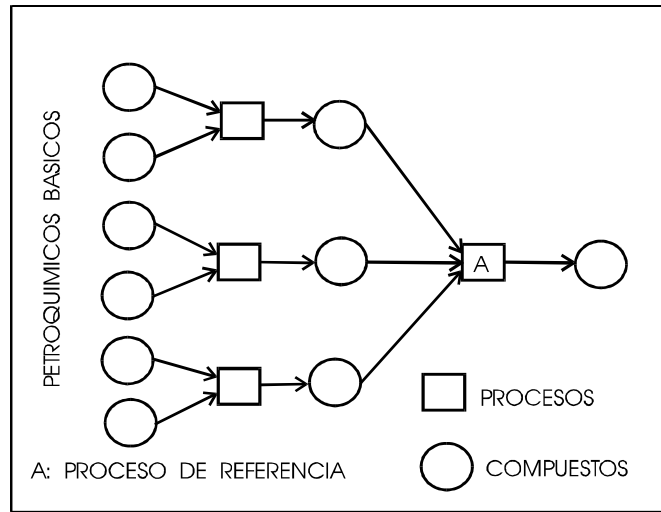 PETROQUIMICOS BASICOS
A
PROCESOS
A: PROCESO DE REFERENCIA
COMPUESTOS